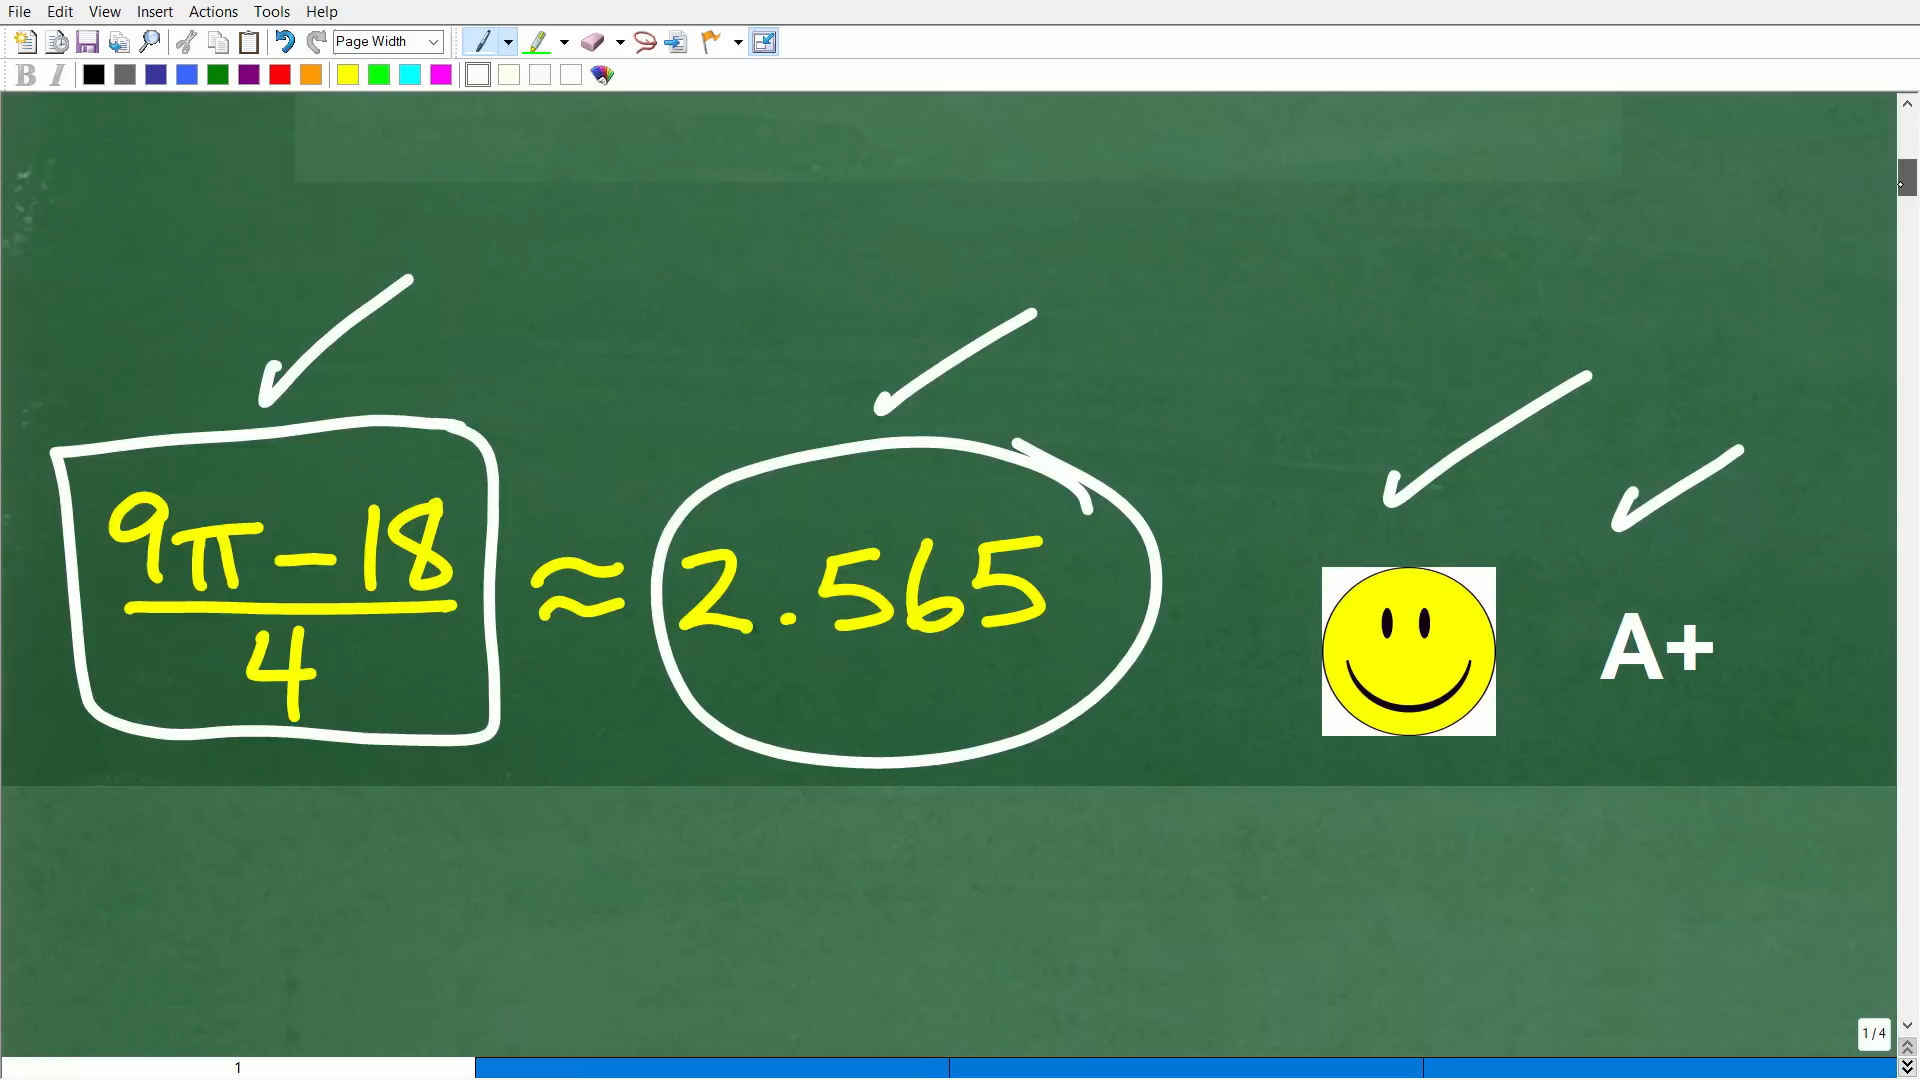 File Edit View Insert Actions Tools Help
Page Width
B I
9π-18
4
≈ 2.565
A+
1 / 4
1